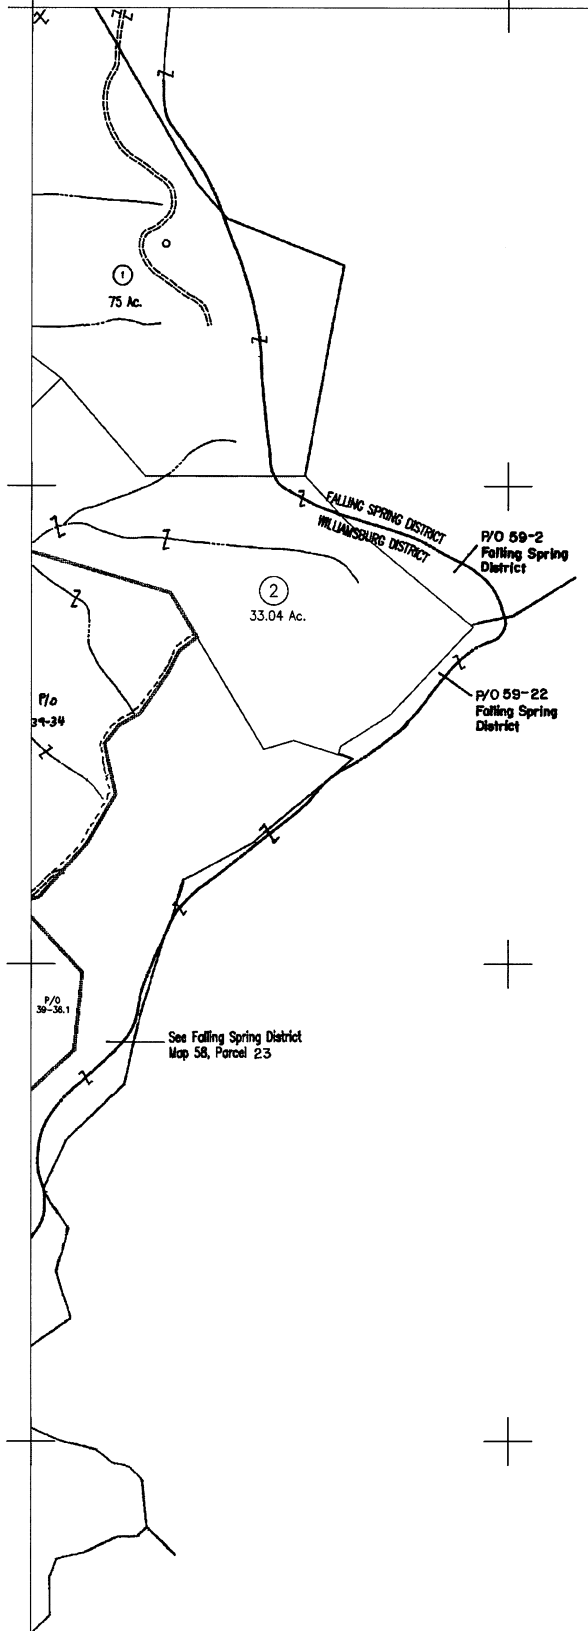 1
75 Ac.
FALLING SPRING DISTRICT
WILLIAMSBURG DISTRICT
P/O 59-2
Falling Spring
District
2
33.04 Ac.
P/O 59-22
Falling Spring
District
P/o
39-34
P/O
39-36.1
See Falling Spring District
Map 58, Parcel 23